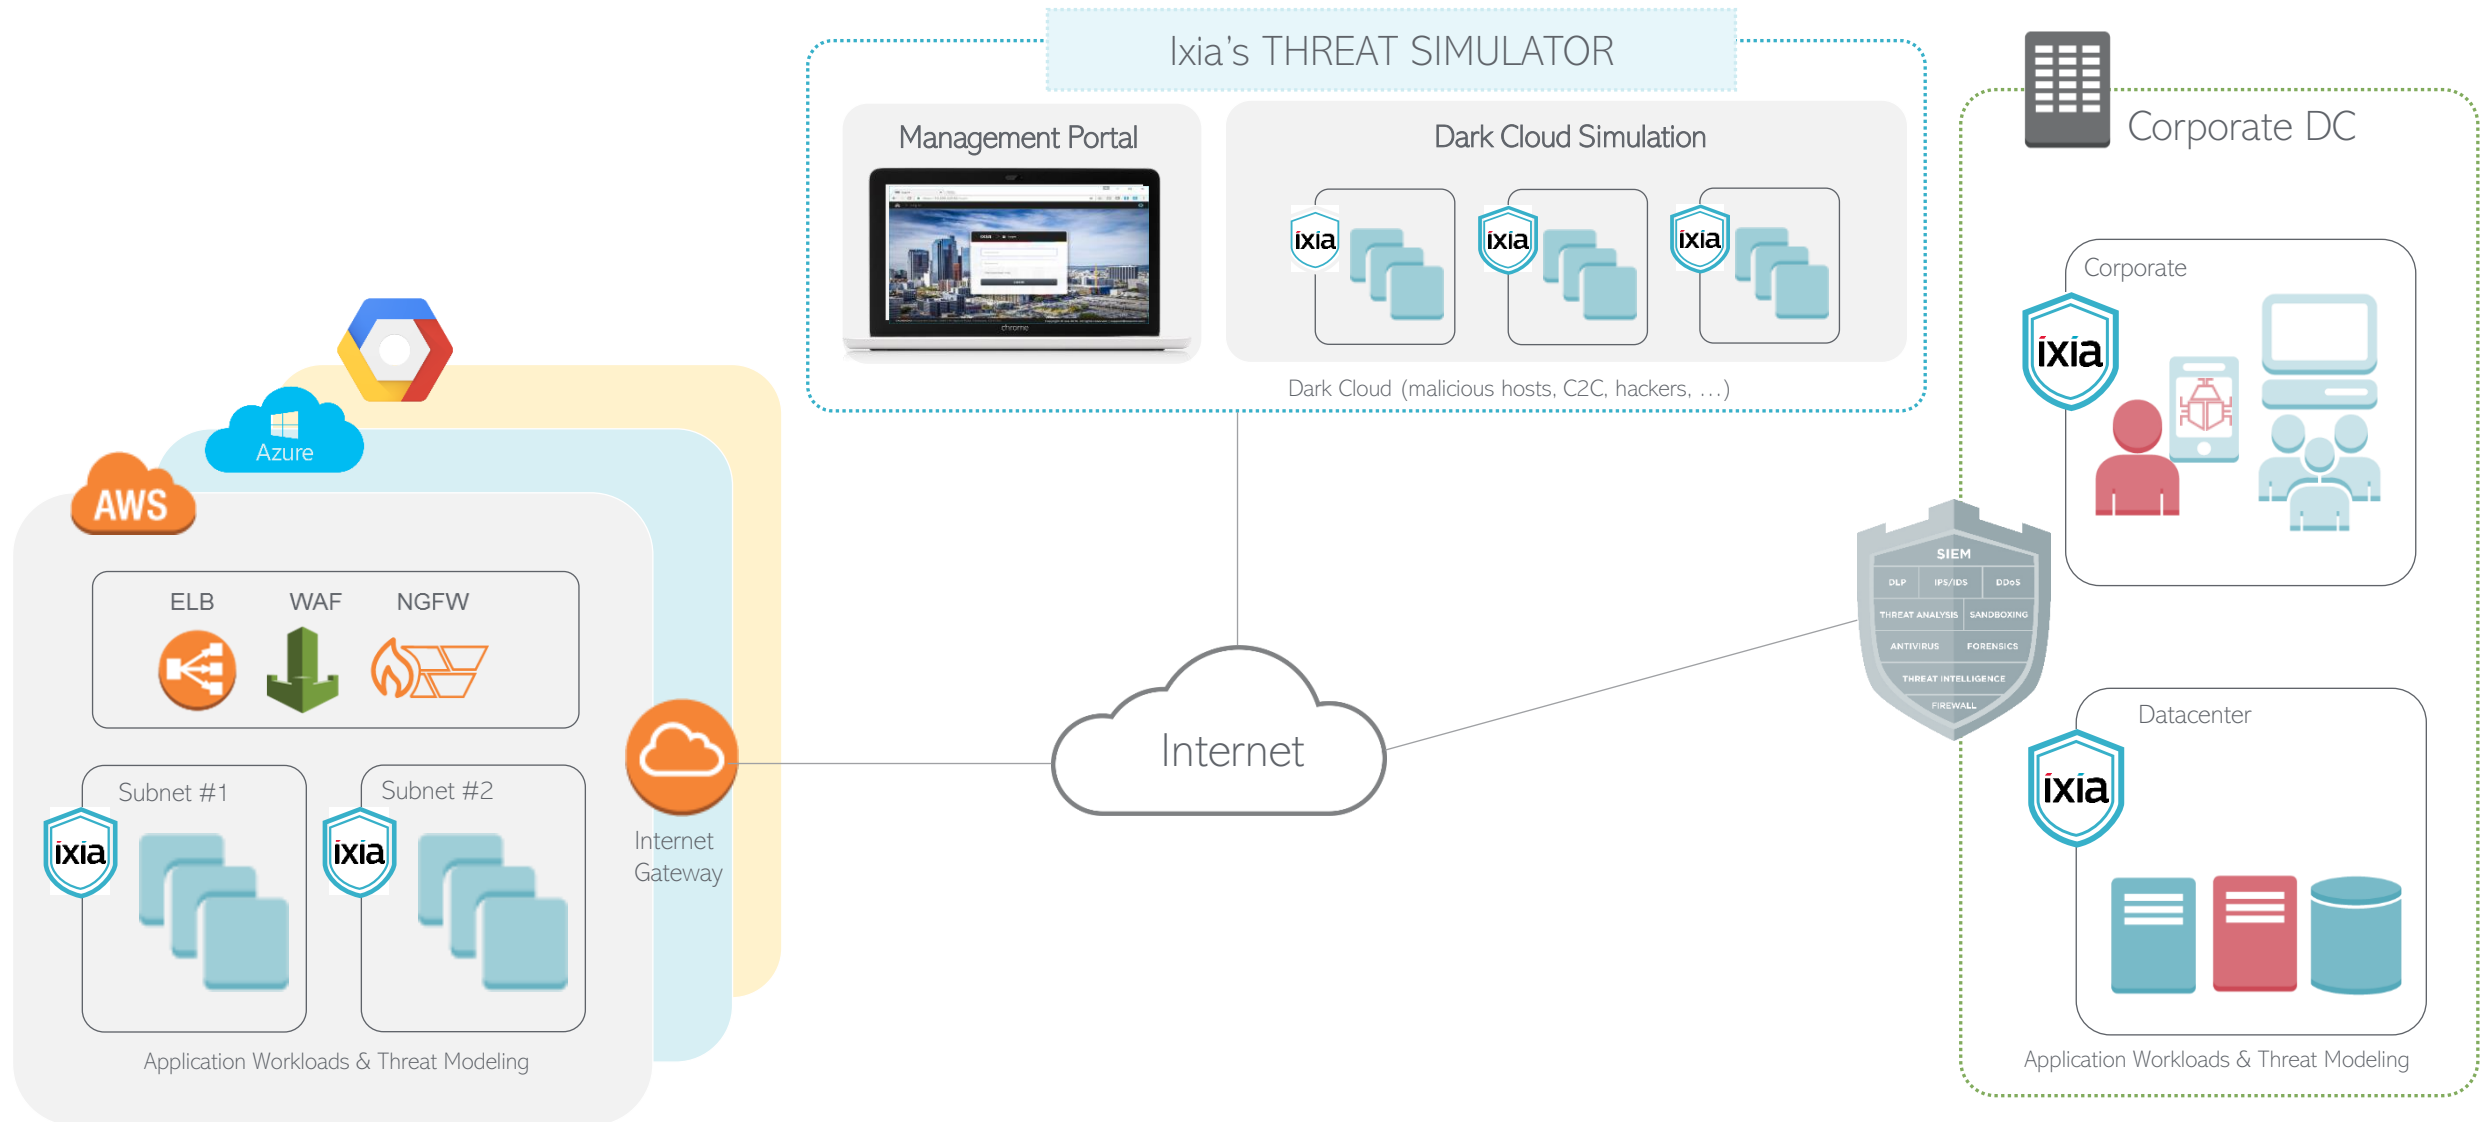 Ixia's THREAT SIMULATOR
Management Portal
chrome
Dark Cloud Simulation
ixia
ixia
ixia
Dark Cloud (malicious hosts, C2C, hackers, ...)
Corporate DC
Corporate
ixia
Azure
AWS
ELB WAF NGFW
Subnet #1
ixia
Subnet #2
ixia
Application Workloads & Threat Modeling
Internet
Gateway
Internet
SIEM
DLP IPS/IDS DDoS
THREAT ANALYSIS SANDBOXING
ANTIVIRUS FORENSICS
THREAT INTELLIGENCE
FIREWALL
Datacenter
ixia
Application Workloads & Threat Modeling